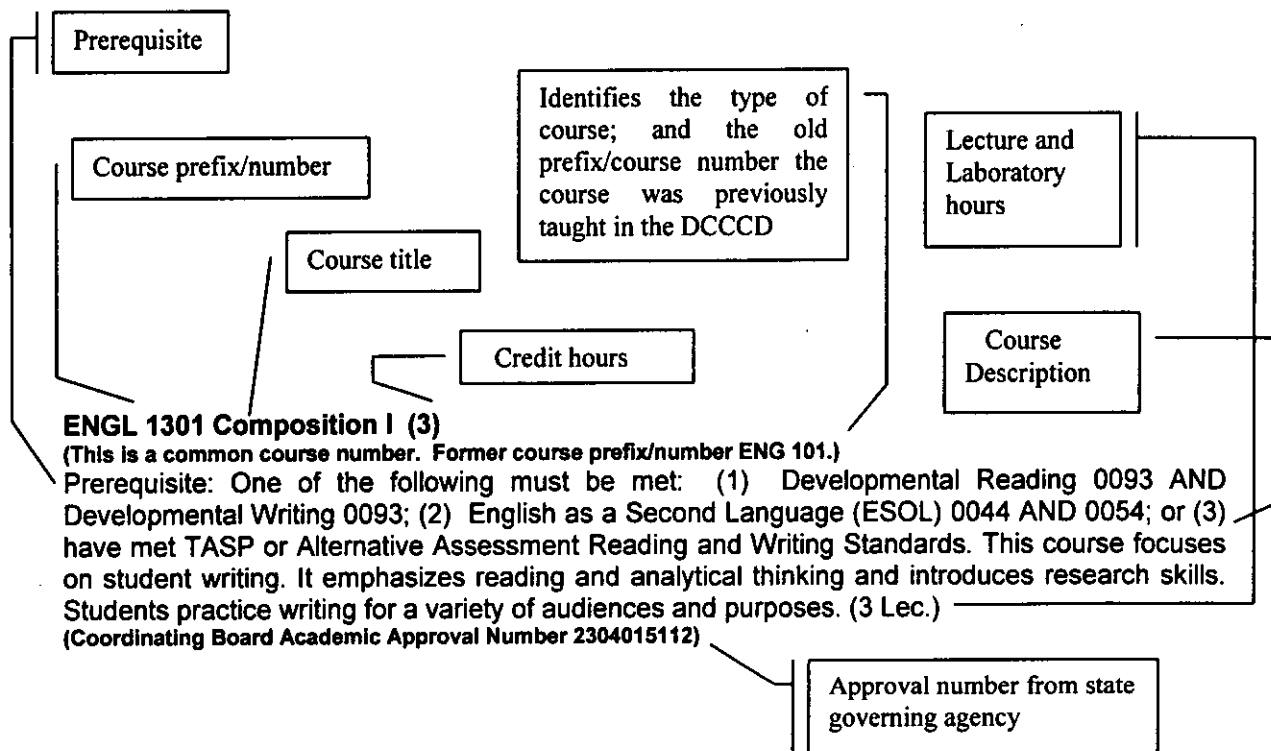 Prerequisite
Identifies the type of
course; and the old
prefix/course number the
course was previously
taught in the DCCCD
Lecture and
Laboratory
hours
Course prefix/number
Course title
Credit hours
Course
Description
ENGL 1301 Composition I (3)
(This is a common course number. Former course prefix/number ENG 101.)
Prerequisite: One of the following must be met: (1) Developmental Reading 0093 AND
Developmental Writing 0093; (2) English as a Second Language (ESOL) 0044 AND 0054; or (3)
have met TASP or Alternative Assessment Reading and Writing Standards. This course focuses
on student writing. It emphasizes reading and analytical thinking and introduces research skills.
Students practice writing for a variety of audiences and purposes. (3 Lec.)
(Coordinating Board Academic Approval Number 2304015112)
Approval number from state
governing agency